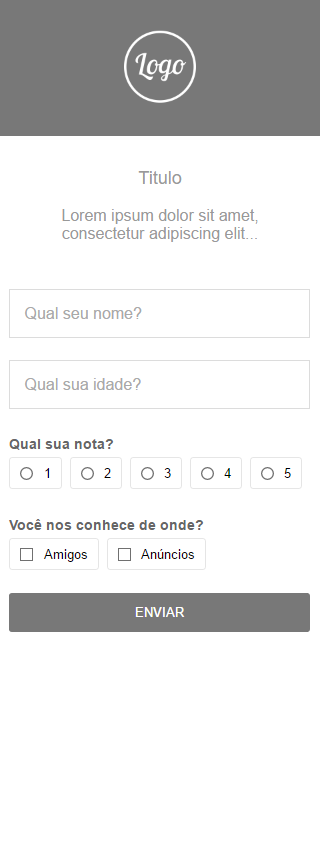 Logo
Titulo
Lorem ipsum dolor sit amet,
consectetur adipiscing elit...
Qual seu nome?
Qual sua idade?
Qual sua nota?
1 2 3 4 5
Você nos conhece de onde?
Amigos Anúncios
ENVIAR